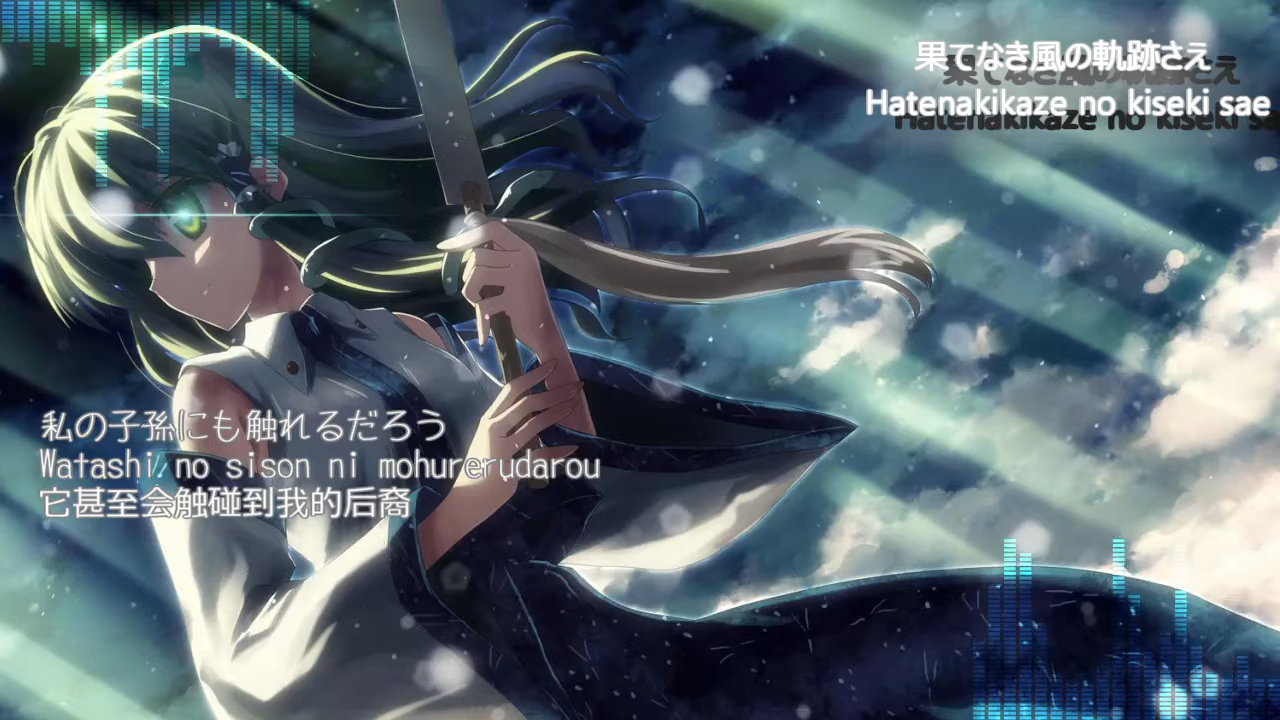 果てなき風の軌跡さえ
Hatenakikaze no kiseki sae
私の子孫にも触れるだろう
Watashi no sison ni mohurerudarou
它甚至会触碰到我的后裔